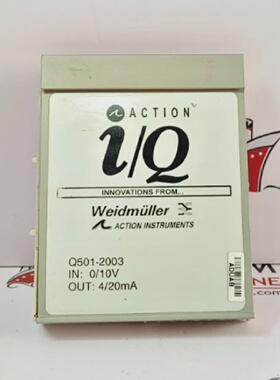 ACTION
i/Q
INNOVATIONS FROM...
Weidmüller
ACTION INSTRUMENTS
Q501-2003
IN: 0/10V
OUT: 4/20mA